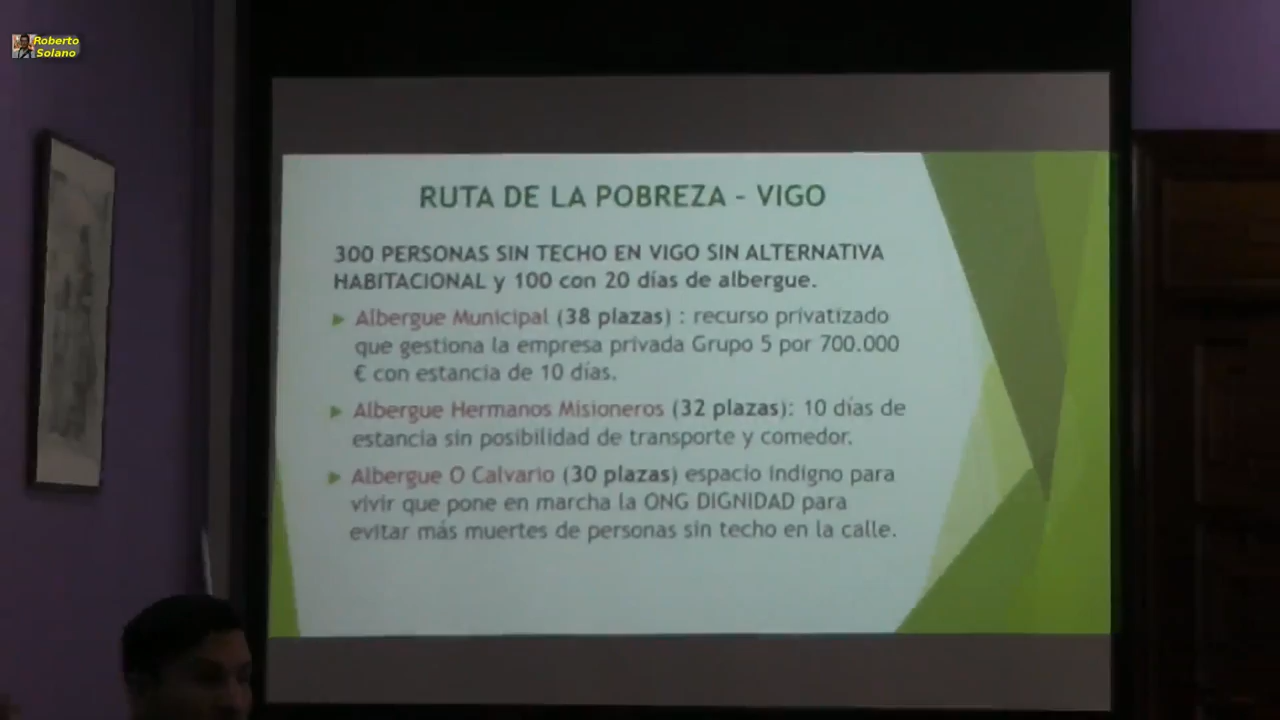 Roberto
Solano
RUTA DE LA POBREZA - VIGO
300 PERSONAS SIN TECHO EN VIGO SIN ALTERNATIVA
HABITACIONAL y 100 con 20 días de albergue.
Albergue Municipal (38 plazas) : recurso privatizado
que gestiona la empresa privada Grupo 5 por 700.000
€ con estancia de 10 días.
Albergue Hermanos Misioneros (32 plazas): 10 días de
estancia sin posibilidad de transporte y comedor.
Albergue O Calvario (30 plazas) espacio indigno para
vivir que pone en marcha la ONG DIGNIDAD para
evitar más muertes de personas sin techo en la calle.